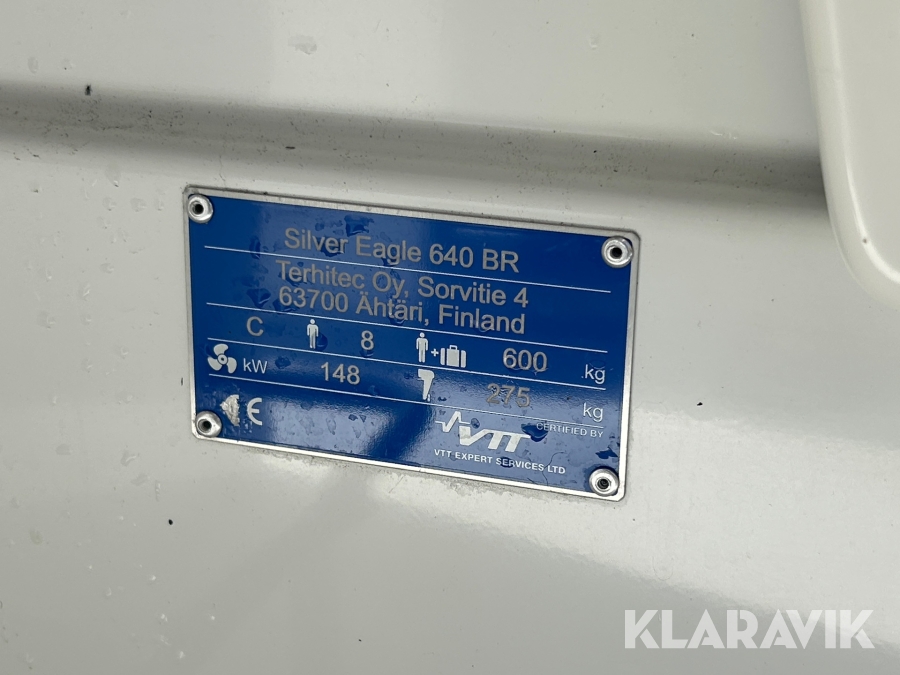 Silver Eagle 640 BR
Terhitec Oy, Sorvitie 4
63700 Ähtäri, Finland
C 8 + 600 kg
kW 148 275 kg
CE CERTIFIED BY
VTT
VTT EXPERT SERVICES LTD
KLARAVIK